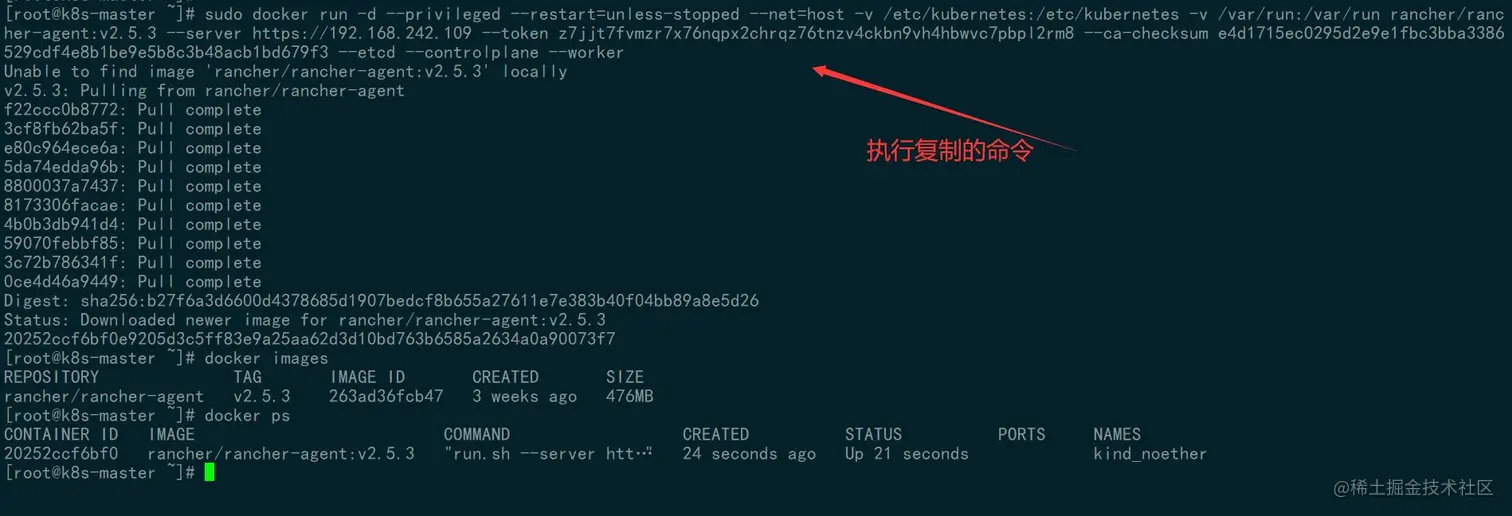 [root@k8s-master ~]# sudo docker run -d --privileged --restart=unless-stopped --net=host -v /etc/kubernetes:/etc/kubernetes -v /var/run:/var/run rancher/ran
cher-agent:v2.5.3 --server https://192.168.242.109 --token z7jjt7fvmzr7x76nqpx2chrqz76tnzv4ckbn9vh4hbwvc7pbpl2rm8 --ca-checksum e4d1715ec0295d2e9e1fbc3bba3386
529cdf4e8b1be9e5b8c3b48acb1bd679f3 --etcd --controlplane --worker
Unable to find image 'rancher/rancher-agent:v2.5.3' locally
v2.5.3: Pulling from rancher/rancher-agent
f22ccc0b8772: Pull complete
3cf8fb62ba5f: Pull complete
e80c964ece6a: Pull complete
执行复制的命令
5da74edda96b: Pull complete
8800037a7437: Pull complete
8173306facae: Pull complete
4b0b3db941d4: Pull complete
59070febbf85: Pull complete
3c72b786341f: Pull complete
0ce4d46a9449: Pull complete
Digest: sha256:b27f6a3d6600d4378685d1907bedcf8b655a27611e7e383b40f04bb89a8e5d26
Status: Downloaded newer image for rancher/rancher-agent:v2.5.3
20252ccf6bf0e9205d3c5ff83e9a25aa62d3d10bd763b6585a2634a0a90073f7
[root@k8s-master ~]# docker images
REPOSITORY TAG IMAGE ID CREATED SIZE
rancher/rancher-agent v2.5.3 263ad36fcb47 3 weeks ago 476MB
[root@k8s-master ~]# docker ps
CONTAINER ID IMAGE COMMAND CREATED STATUS PORTS NAMES
20252ccf6bf0 rancher/rancher-agent:v2.5.3 "run.sh --server htt…" 24 seconds ago Up 21 seconds kind_noether
[root@k8s-master ~]#
@稀土掘金技术社区